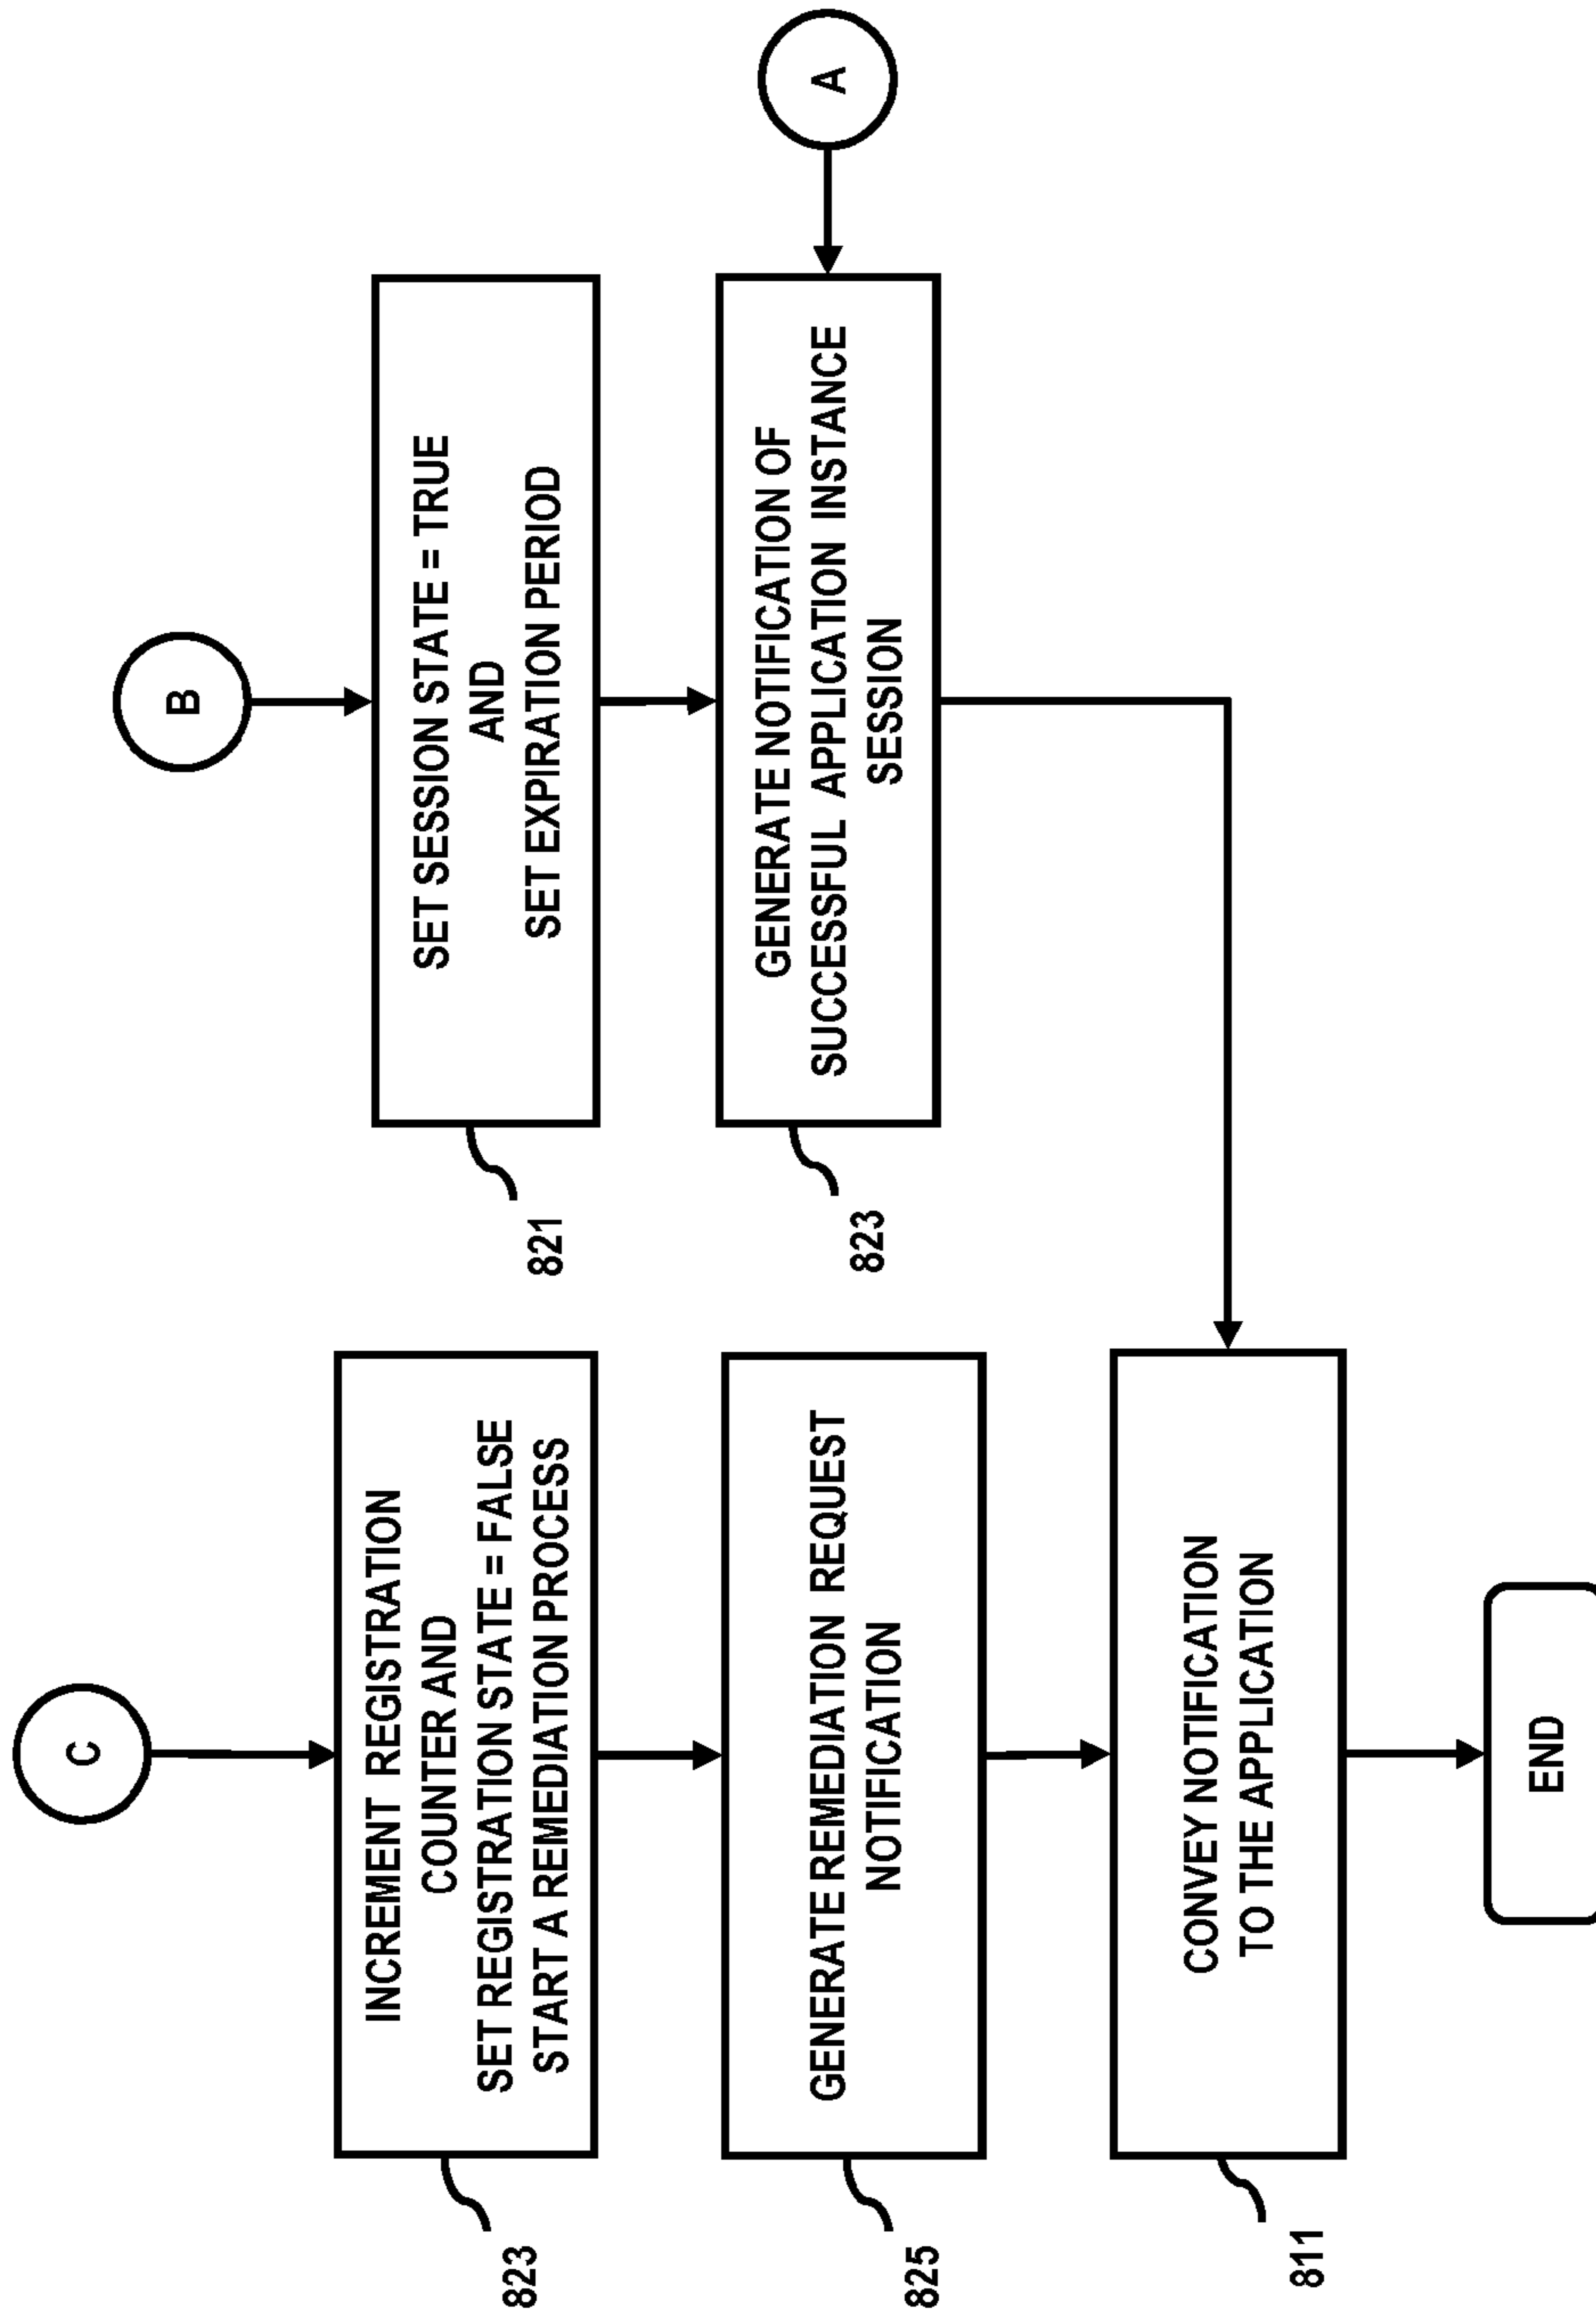 C
INCREMENT REGISTRATION
COUNTER AND
SET REGISTRATION STATE = FALSE
START A REMEDIATION PROCESS
823
GENERATE REMEDIATION REQUEST
NOTIFICATION
825
CONVEY NOTIFICATION
TO THE APPLICATION
811
END
B
SET SESSION STATE = TRUE
AND
SET EXPIRATION PERIOD
821
GENERATE NOTIFICATION OF
SUCCESSFUL APPLICATION INSTANCE
SESSION
823
A